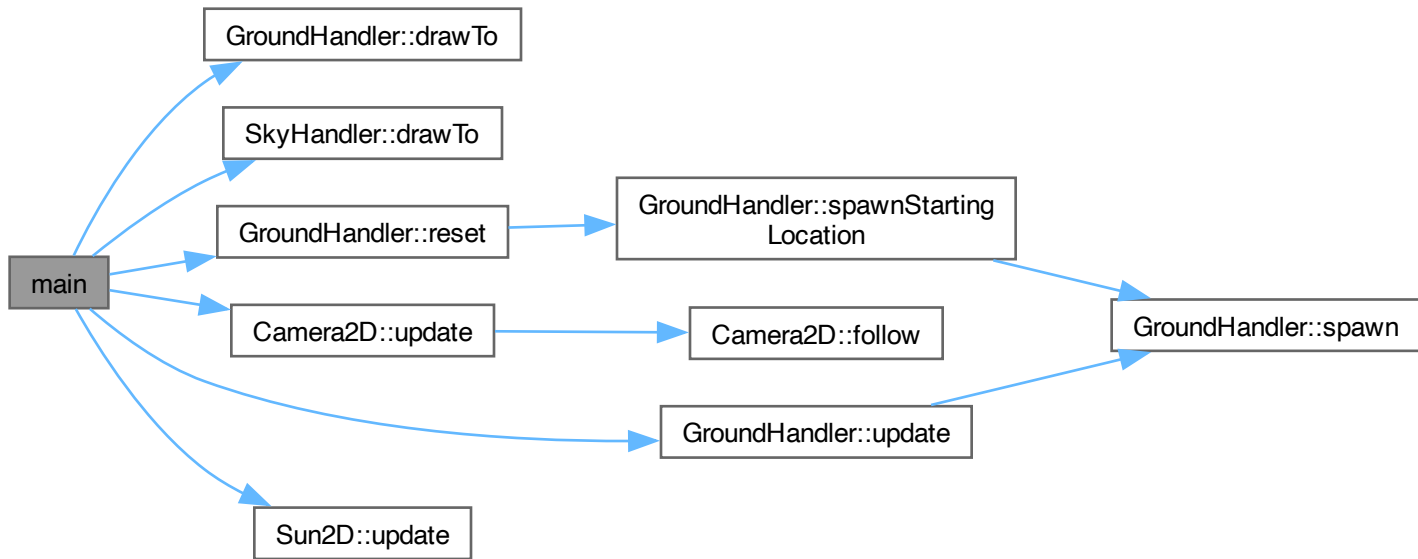 GroundHandler::drawTo
SkyHandler::drawTo
GroundHandler::reset
GroundHandler::spawnStarting
Location
main
Camera2D::update
Camera2D::follow
GroundHandler::spawn
GroundHandler::update
Sun2D::update